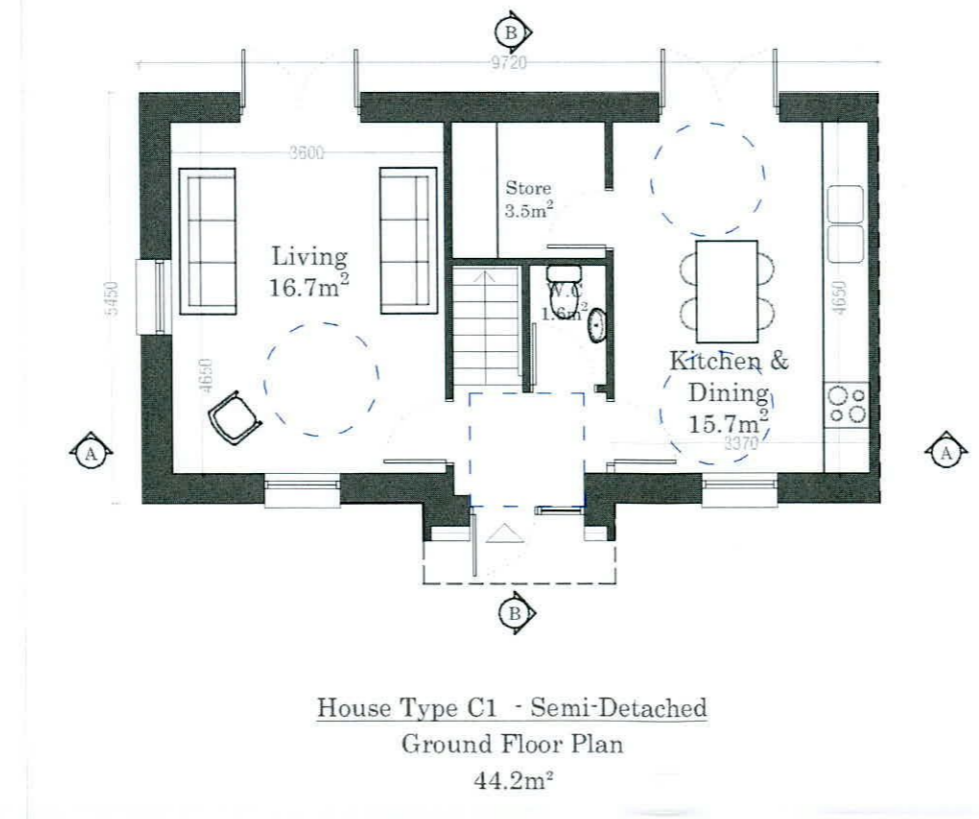 B
9720
3600
Store
3.5m²
Living
16.7m²
W.C
1.6m²
5450
4650
4650
Kitchen &
Dining
15.7m²
3370
A
A
B
House Type C1 - Semi-Detached
Ground Floor Plan
44.2m²